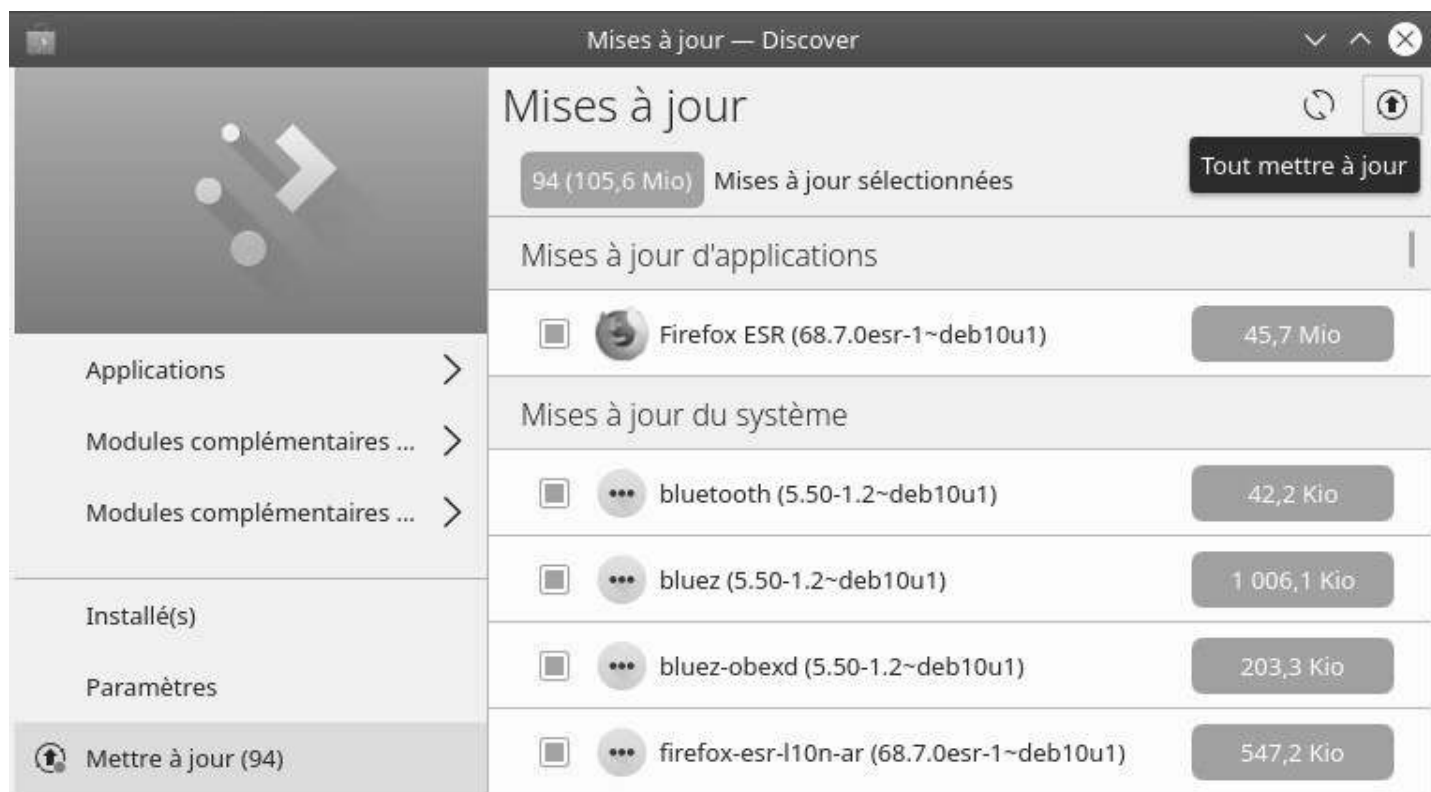 Mises à jour — Discover
Mises à jour
Tout mettre à jour
94 (105,6 Mio) Mises à jour sélectionnées
Mises à jour d'applications
Firefox ESR (68.7.0esr-1~deb10u1) 45,7 Mio
Mises à jour du système
bluetooth (5.50-1.2~deb10u1) 42,2 Kio
bluez (5.50-1.2~deb10u1) 1 006,1 Kio
bluez-obexd (5.50-1.2~deb10u1) 203,3 Kio
firefox-esr-l10n-ar (68.7.0esr-1~deb10u1) 547,2 Kio
Applications
Modules complémentaires ...
Modules complémentaires ...
Installé(s)
Paramètres
Mettre à jour (94)